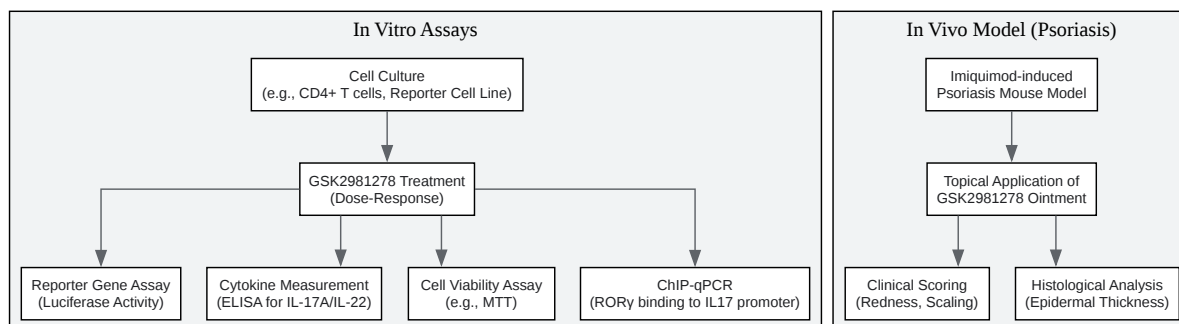 In Vitro Assays
Cell Culture
(e.g., CD4+ T cells, Reporter Cell Line)
GSK2981278 Treatment
(Dose-Response)
Reporter Gene Assay
(Luciferase Activity)
Cytokine Measurement
(ELISA for IL-17A/IL-22)
Cell Viability Assay
(e.g., MTT)
ChIP-qPCR
(RORγ binding to IL17 promoter)
In Vivo Model (Psoriasis)
Imiquimod-induced
Psoriasis Mouse Model
Topical Application of
GSK2981278 Ointment
Clinical Scoring
(Redness, Scaling)
Histological Analysis
(Epidermal Thickness)